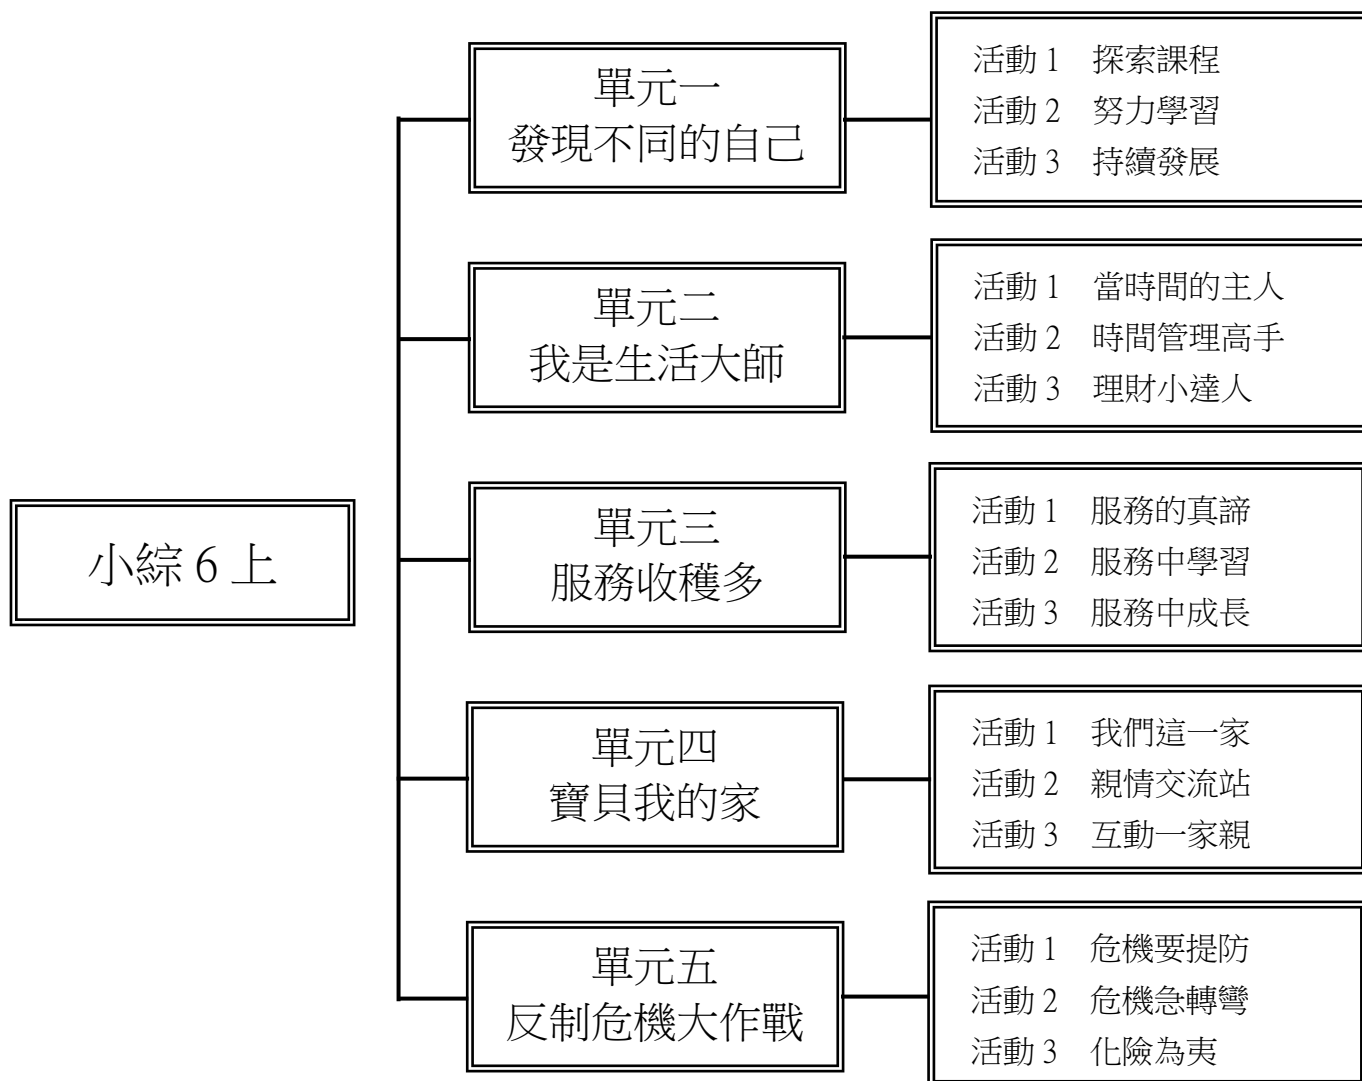 小綜 6 上
單元一
發現不同的自己
活動 1 探索課程
活動 2 努力學習
活動 3 持續發展
單元二
我是生活大師
活動 1 當時間的主人
活動 2 時間管理高手
活動 3 理財小達人
單元三
服務收穫多
活動 1 服務的真諦
活動 2 服務中學習
活動 3 服務中成長
單元四
寶貝我的家
活動 1 我們這一家
活動 2 親情交流站
活動 3 互動一家親
單元五
反制危機大作戰
活動 1 危機要提防
活動 2 危機急轉彎
活動 3 化險為夷